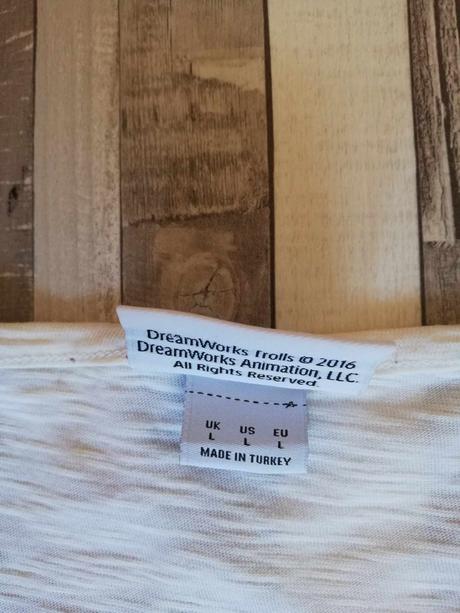 DreamWorks Trolls © 2016
DreamWorks Animation, LLC.
All Rights Reserved.
UK US EU
L L L
MADE IN TURKEY